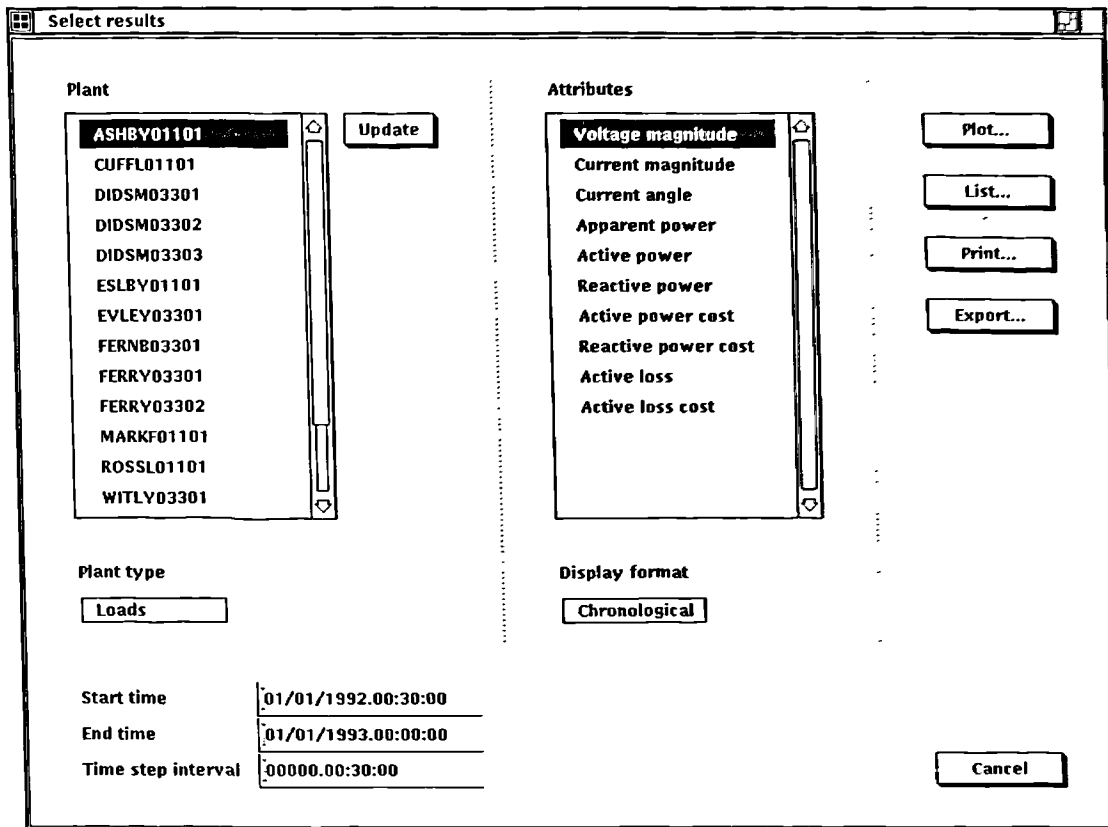 Select results
Plant
ASHBY01101
CUFFL01101
DIDSM03301
DIDSM03302
DIDSM03303
ESLBY01101
EVLEY03301
FERNB03301
FERRY03301
FERRY03302
MARKF01101
ROSSL01101
WITLY03301
Update
Plant type
Loads
Attributes
Voltage magnitude
Current magnitude
Current angle
Apparent power
Active power
Reactive power
Active power cost
Reactive power cost
Active loss
Active loss cost
Display format
Chronological
Plot...
List...
Print...
Export...
Start time 01/01/1992.00:30:00
End time 01/01/1993.00:00:00
Time step interval 00000.00:30:00
Cancel